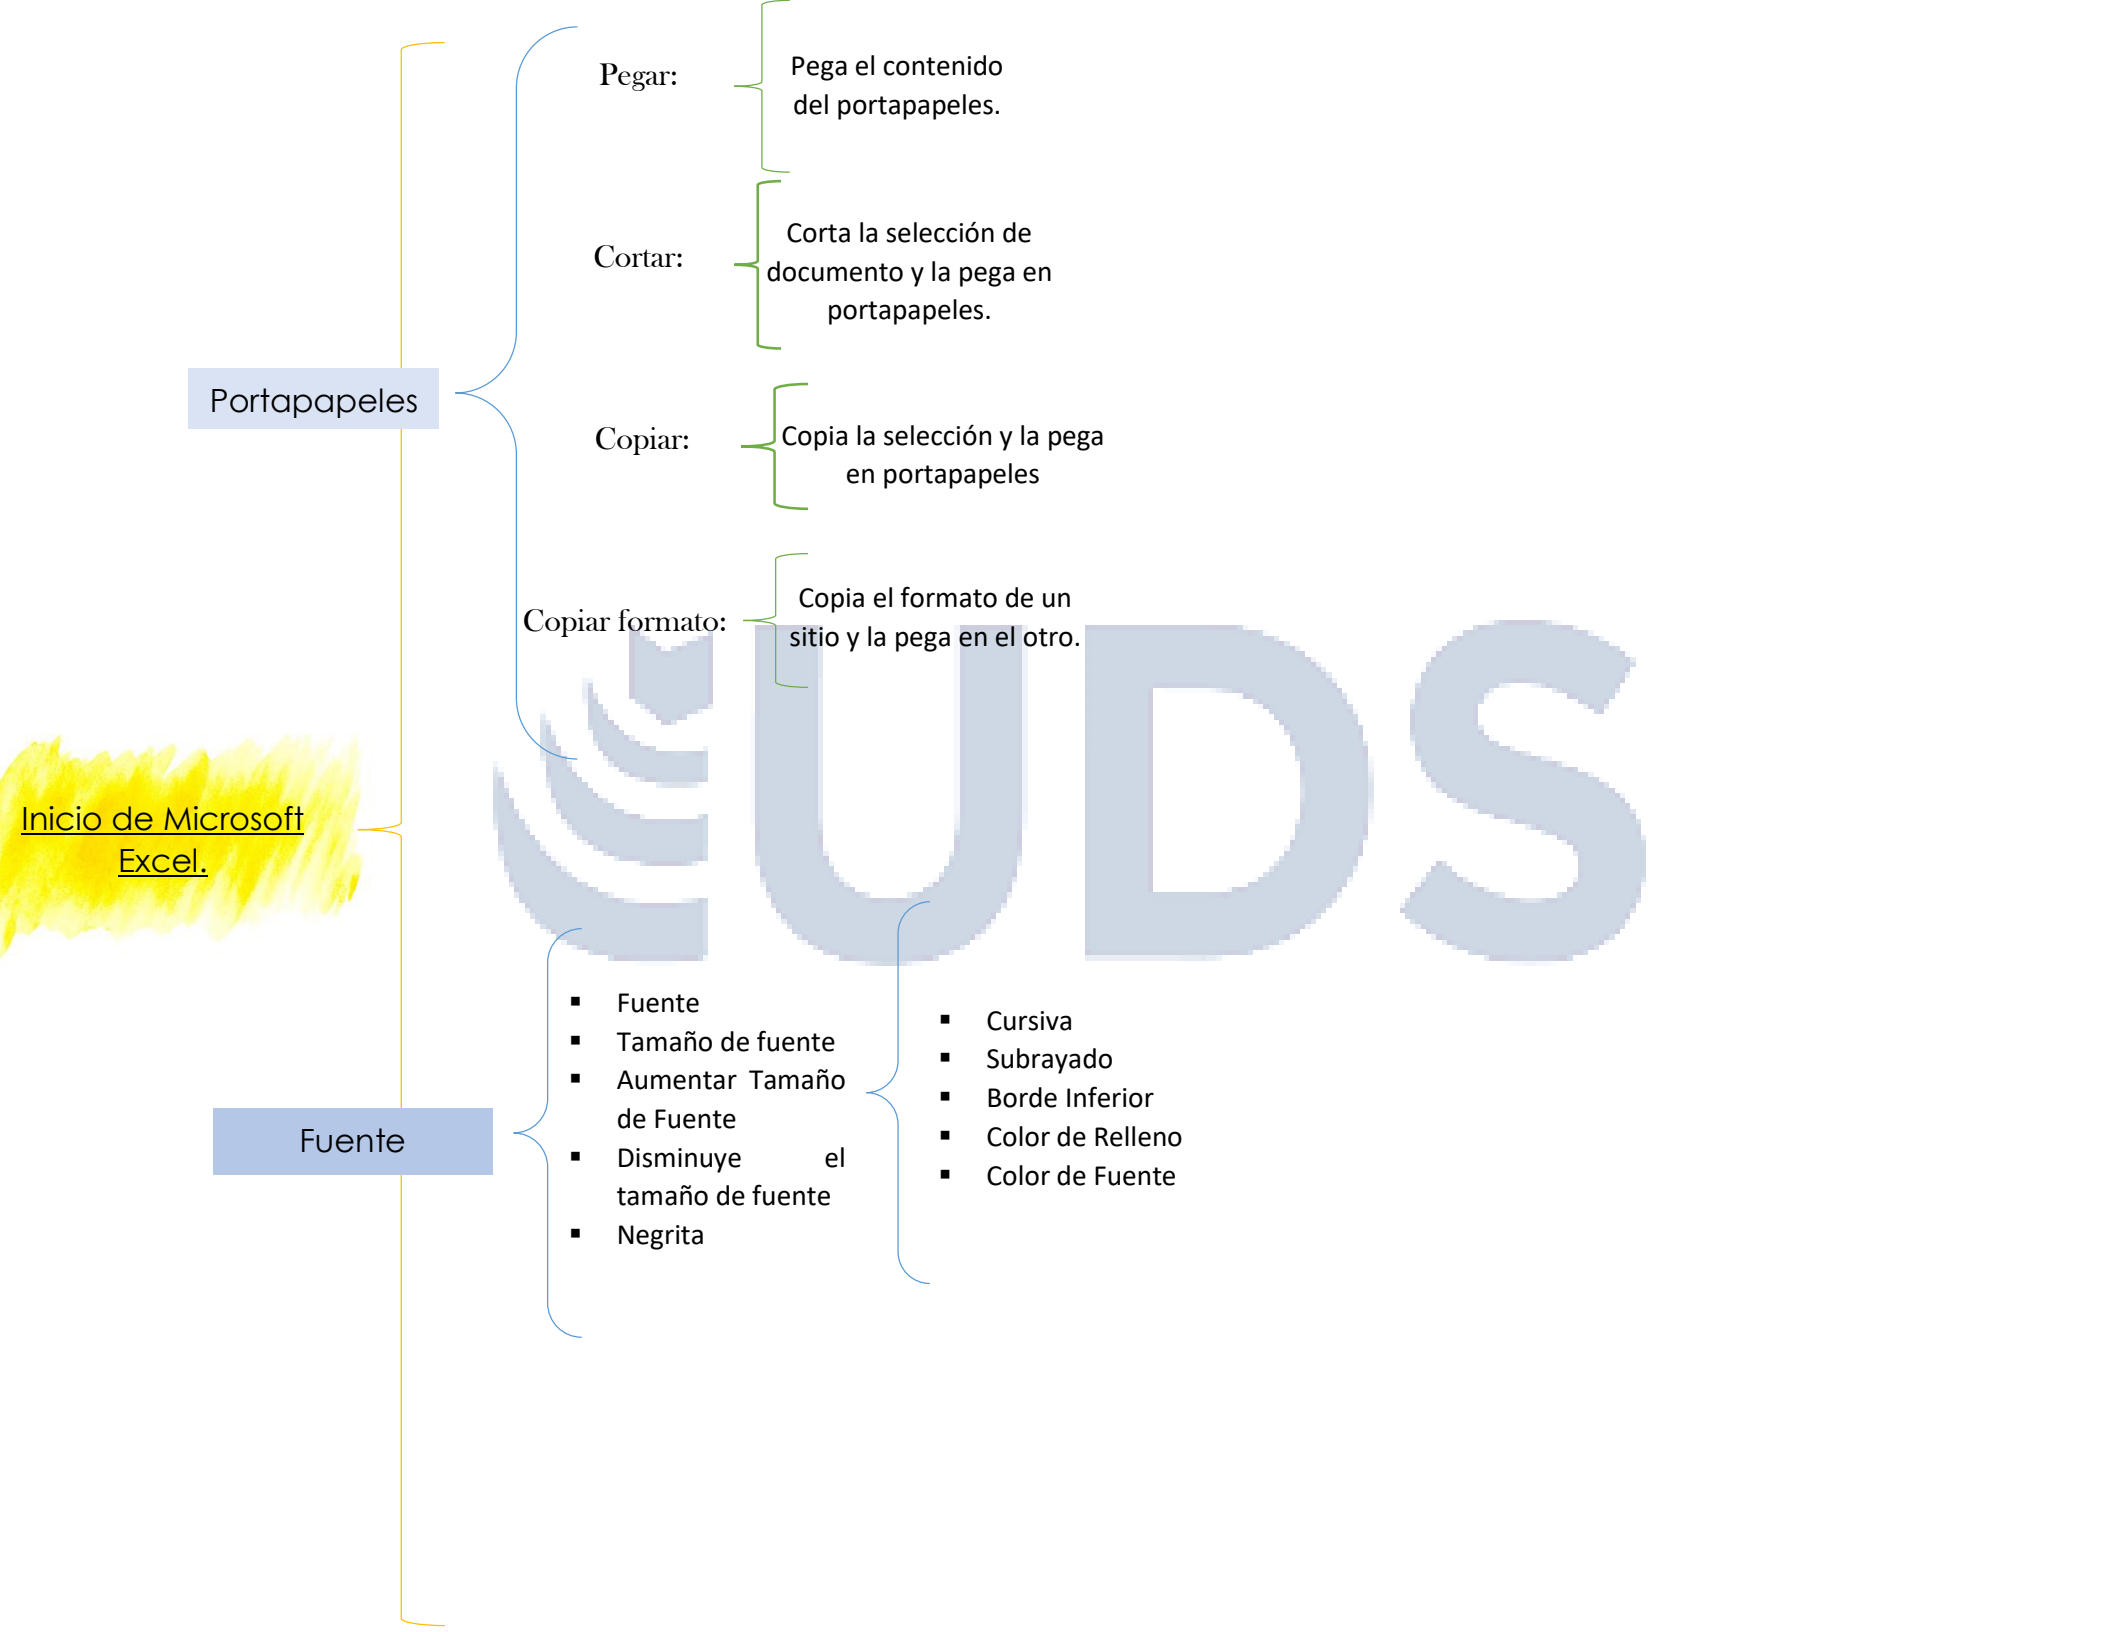 Pegar:
Pega el contenido
del portapapeles.
Cortar:
Corta la selección de
documento y la pega en
portapapeles.
Portapapeles
Copiar:
Copia la selección y la pega
en portapapeles
Copiar formato:
Copia el formato de un
sitio y la pega en el otro.
UDS
Inicio de Microsoft
Excel.
Fuente
▪ Fuente
▪ Tamaño de fuente
▪ Aumentar Tamaño
de Fuente
▪ Disminuye el
tamaño de fuente
▪ Negrita
▪ Cursiva
▪ Subrayado
▪ Borde Inferior
▪ Color de Relleno
▪ Color de Fuente